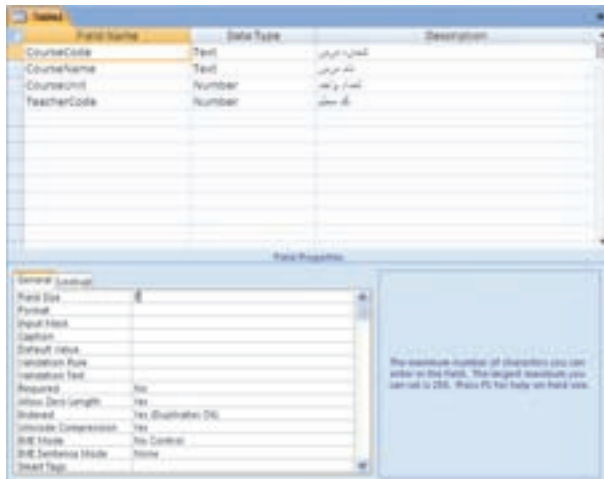 Table1
Field Name Data Type Description
CourseCode Text شماره درس
CourseName Text نام درس
CourseUnit Number تعداد واحد
TeacherCode Number کد معلم
Field Properties
General Lookup
Field Size
Format
Input Mask
Caption
Default Value
Validation Rule
Validation Text
Required No
Allow Zero Length Yes
Indexed Yes (Duplicates OK)
Unicode Compression Yes
IME Mode No Control
IME Sentence Mode None
Smart Tags
The maximum number of characters you can
enter in the field. The largest maximum you
can set is 255. Press F1 for help on field size.